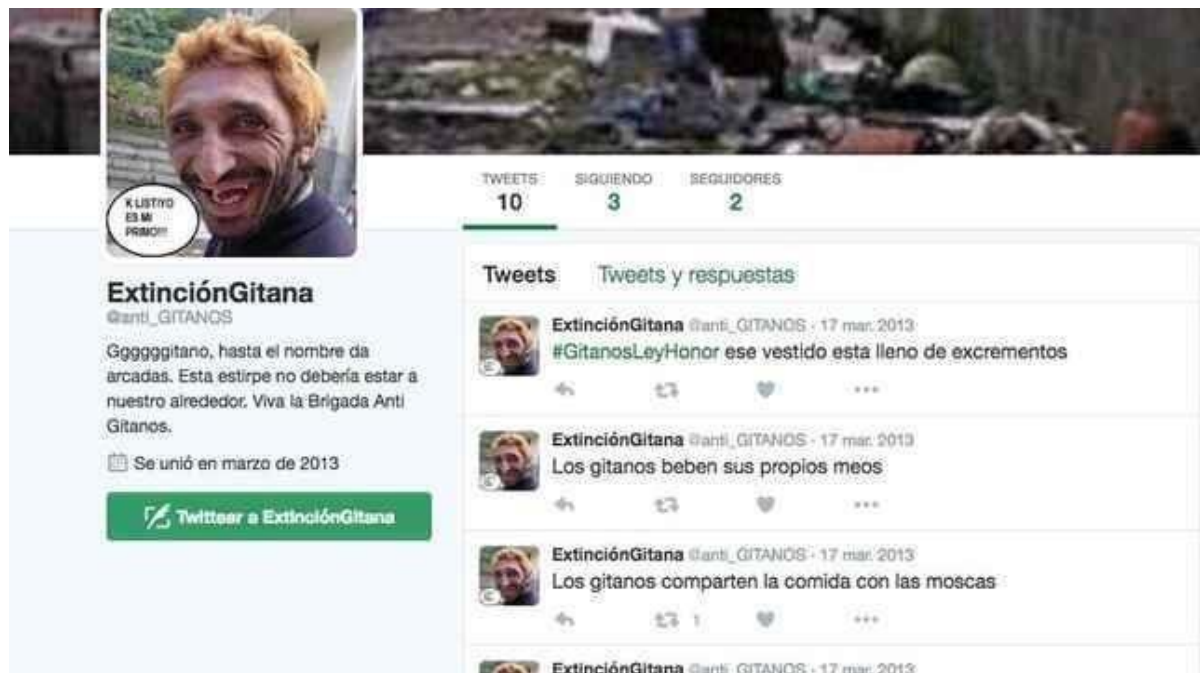 K LISTIYO
ES MI
PRIMO!!!
TWEETS
10
SIGUIENDO
3
SEGUIDORES
2
ExtinciónGitana
@anti_GITANOS
Ggggggitano, hasta el nombre da
arcadas. Esta estirpe no debería estar a
nuestro alrededor. Viva la Brigada Anti
Gitanos.
Se unió en marzo de 2013
Twittear a ExtinciónGitana
Tweets
Tweets y respuestas
ExtinciónGitana @anti_GITANOS · 17 mar. 2013
#GitanosLeyHonor ese vestido esta lleno de excrementos
ExtinciónGitana @anti_GITANOS · 17 mar. 2013
Los gitanos beben sus propios meos
ExtinciónGitana @anti_GITANOS · 17 mar. 2013
Los gitanos comparten la comida con las moscas
1
ExtinciónGitana @anti_GITANOS · 17 mar. 2013